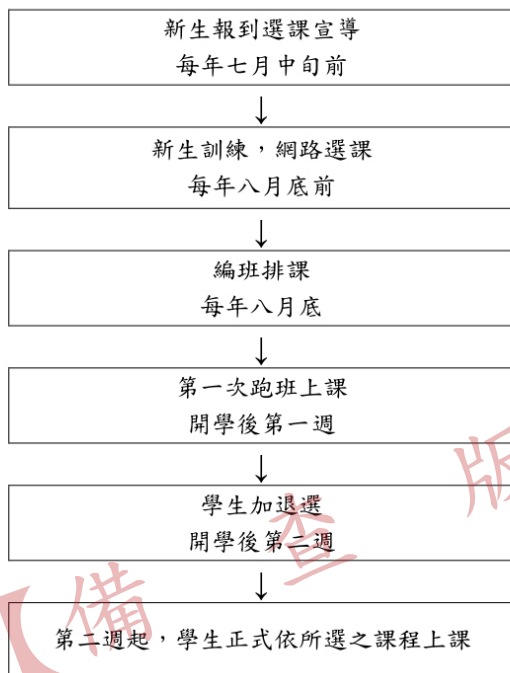 新生報到選課宣導
每年七月中旬前
↓
新生訓練，網路選課
每年八月底前
↓
編班排課
每年八月底
↓
第一次跑班上課
開學後第一週
↓
學生加退選
開學後第二週
↓
第二週起，學生正式依所選之課程上課
【備查版